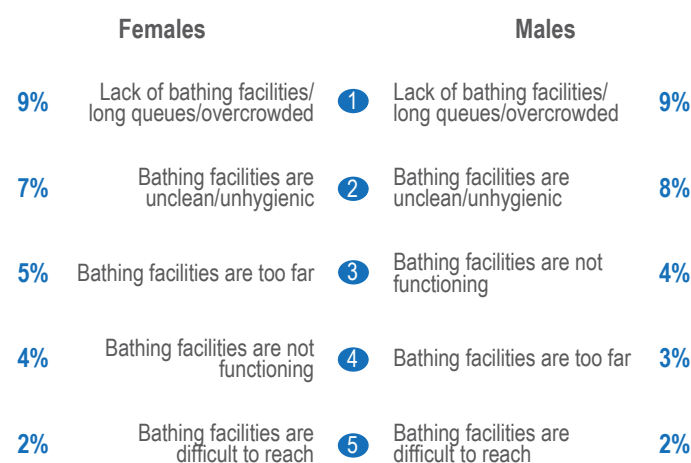 Females Males
9% Lack of bathing facilities/
long queues/overcrowded 1 Lack of bathing facilities/
long queues/overcrowded 9%
7% Bathing facilities are
unclean/unhygienic 2 Bathing facilities are
unclean/unhygienic 8%
5% Bathing facilities are too far 3 Bathing facilities are not
functioning 4%
4% Bathing facilities are not
functioning 4 Bathing facilities are too far 3%
2% Bathing facilities are
difficult to reach 5 Bathing facilities are
difficult to reach 2%